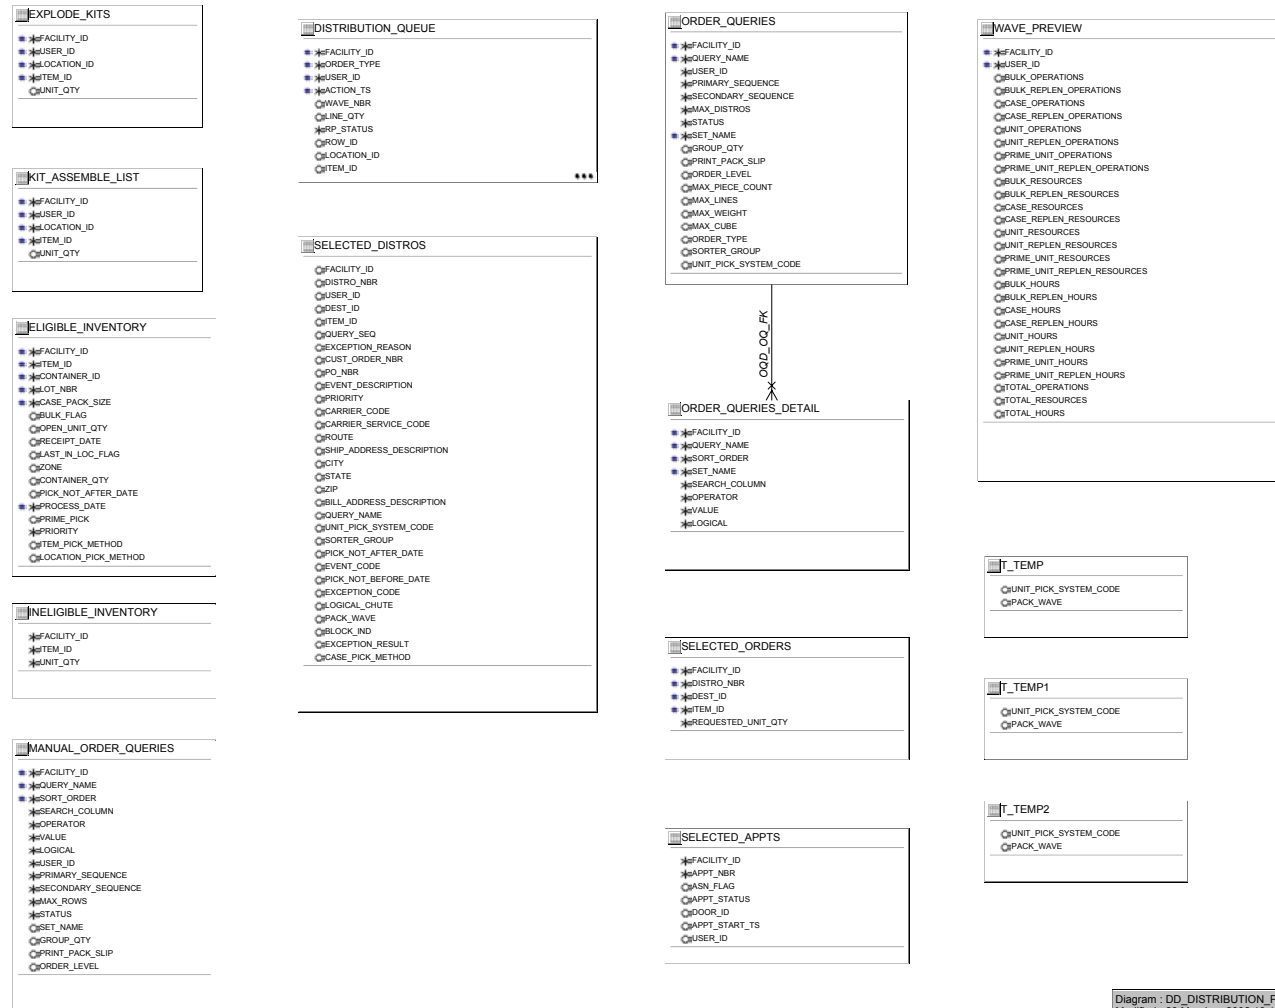 EXPLODE_KITS
FACILITY_ID
USER_ID
LOCATION_ID
ITEM_ID
UNIT_QTY
KIT_ASSEMBLE_LIST
FACILITY_ID
USER_ID
LOCATION_ID
ITEM_ID
UNIT_QTY
ELIGIBLE_INVENTORY
FACILITY_ID
ITEM_ID
CONTAINER_ID
LOT_NBR
CASE_PACK_SIZE
BULK_FLAG
OPEN_UNIT_QTY
RECEIPT_DATE
LAST_IN_LOC_FLAG
ZONE
CONTAINER_QTY
PICK_NOT_AFTER_DATE
PROCESS_DATE
PRIME_PICK
PRIORITY
ITEM_PICK_METHOD
LOCATION_PICK_METHOD
INELIGIBLE_INVENTORY
FACILITY_ID
ITEM_ID
UNIT_QTY
MANUAL_ORDER_QUERIES
FACILITY_ID
QUERY_NAME
SORT_ORDER
SEARCH_COLUMN
OPERATOR
VALUE
LOGICAL
USER_ID
PRIMARY_SEQUENCE
SECONDARY_SEQUENCE
MAX_ROWS
STATUS
SET_NAME
GROUP_QTY
PRINT_PACK_SLIP
ORDER_LEVEL
DISTRIBUTION_QUEUE
FACILITY_ID
ORDER_TYPE
USER_ID
ACTION_TS
WAVE_NBR
LINE_QTY
RP_STATUS
ROW_ID
LOCATION_ID
ITEM_ID
SELECTED_DISTROS
FACILITY_ID
DISTRO_NBR
USER_ID
DEST_ID
ITEM_ID
QUERY_SEQ
EXCEPTION_REASON
CUST_ORDER_NBR
PO_NBR
EVENT_DESCRIPTION
PRIORITY
CARRIER_CODE
CARRIER_SERVICE_CODE
ROUTE
SHIP_ADDRESS_DESCRIPTION
CITY
STATE
ZIP
BILL_ADDRESS_DESCRIPTION
QUERY_NAME
UNIT_PICK_SYSTEM_CODE
SORTER_GROUP
PICK_NOT_AFTER_DATE
EVENT_CODE
PICK_NOT_BEFORE_DATE
EXCEPTION_CODE
LOGICAL_CHUTE
PACK_WAVE
BLOCK_IND
EXCEPTION_RESULT
CASE_PICK_METHOD
ORDER_QUERIES
FACILITY_ID
QUERY_NAME
USER_ID
PRIMARY_SEQUENCE
SECONDARY_SEQUENCE
MAX_DISTROS
STATUS
SET_NAME
GROUP_QTY
PRINT_PACK_SLIP
ORDER_LEVEL
MAX_PIECE_COUNT
MAX_LINES
MAX_WEIGHT
MAX_CUBE
ORDER_TYPE
SORTER_GROUP
UNIT_PICK_SYSTEM_CODE
OQD_OQ_FK
ORDER_QUERIES_DETAIL
FACILITY_ID
QUERY_NAME
SORT_ORDER
SET_NAME
SEARCH_COLUMN
OPERATOR
VALUE
LOGICAL
SELECTED_ORDERS
FACILITY_ID
DISTRO_NBR
DEST_ID
ITEM_ID
REQUESTED_UNIT_QTY
SELECTED_APPTS
FACILITY_ID
APPT_NBR
ASN_FLAG
APPT_STATUS
DOOR_ID
APPT_START_TS
USER_ID
WAVE_PREVIEW
FACILITY_ID
USER_ID
BULK_OPERATIONS
BULK_REPLEN_OPERATIONS
CASE_OPERATIONS
CASE_REPLEN_OPERATIONS
UNIT_OPERATIONS
UNIT_REPLEN_OPERATIONS
PRIME_UNIT_OPERATIONS
PRIME_UNIT_REPLEN_OPERATIONS
BULK_RESOURCES
BULK_REPLEN_RESOURCES
CASE_RESOURCES
CASE_REPLEN_RESOURCES
UNIT_RESOURCES
UNIT_REPLEN_RESOURCES
PRIME_UNIT_RESOURCES
PRIME_UNIT_REPLEN_RESOURCES
BULK_HOURS
BULK_REPLEN_HOURS
CASE_HOURS
CASE_REPLEN_HOURS
UNIT_HOURS
UNIT_REPLEN_HOURS
PRIME_UNIT_HOURS
PRIME_UNIT_REPLEN_HOURS
TOTAL_OPERATIONS
TOTAL_RESOURCES
TOTAL_HOURS
T_TEMP
UNIT_PICK_SYSTEM_CODE
PACK_WAVE
T_TEMP1
UNIT_PICK_SYSTEM_CODE
PACK_WAVE
T_TEMP2
UNIT_PICK_SYSTEM_CODE
PACK_WAVE
Diagram : DD_DISTRIBUTION_